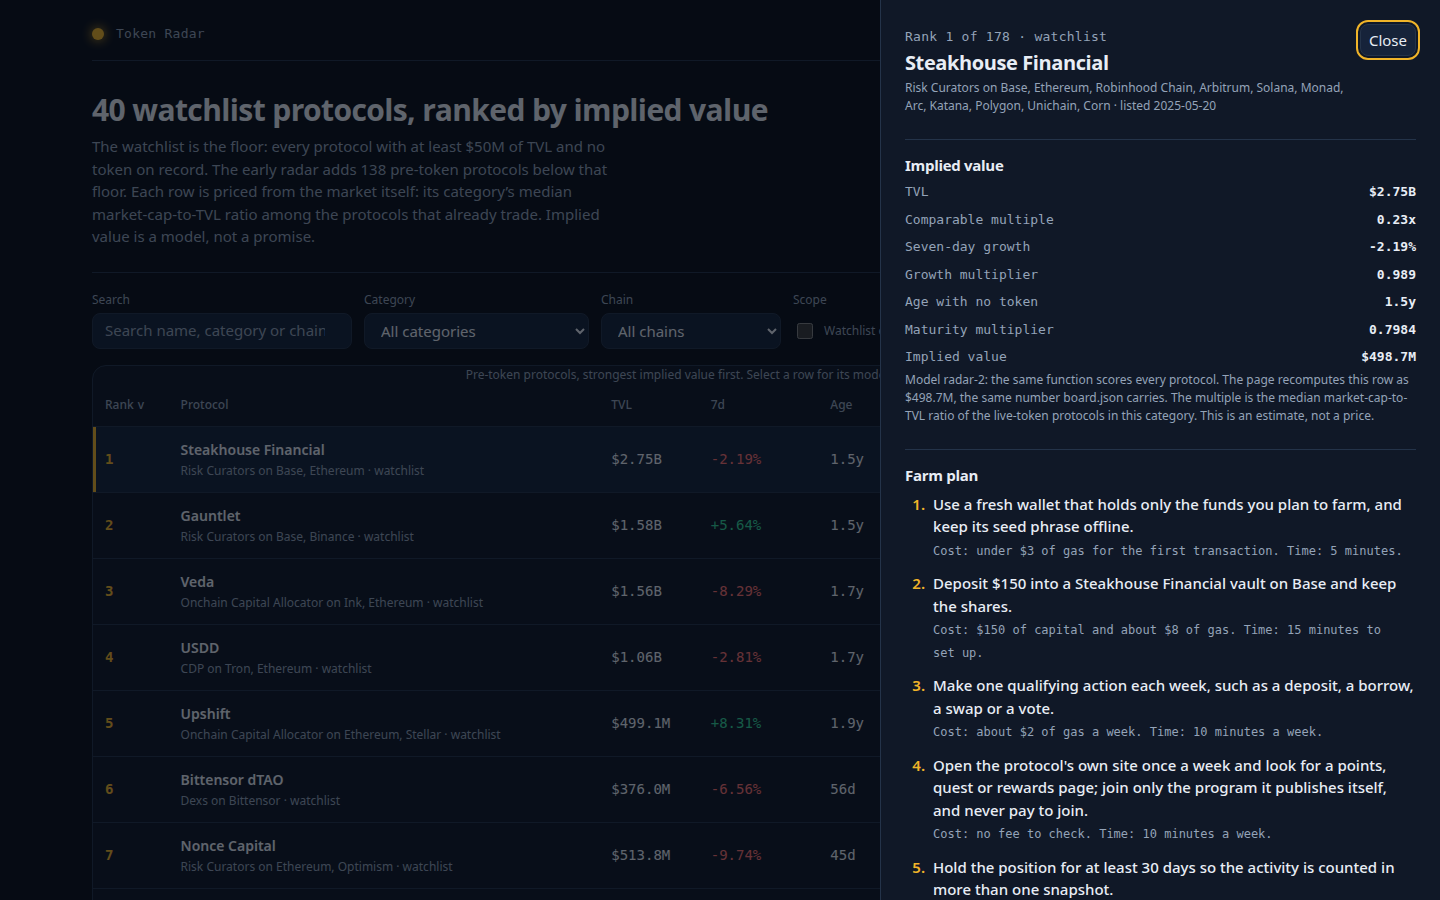 Token Radar
40 watchlist protocols, ranked by implied value
The watchlist is the floor: every protocol with at least $50M of TVL and no
token on record. The early radar adds 138 pre-token protocols below that
floor. Each row is priced from the market itself: its category's median
market-cap-to-TVL ratio among the protocols that already trade. Implied
value is a model, not a promise.
Search
Category
Chain
Scope
Search name, category or chain
All categories
All chains
Watchlist
Pre-token protocols, strongest implied value first. Select a row for its
Rank v Protocol TVL 7d Age
1 Steakhouse Financial $2.75B -2.19% 1.5y
Risk Curators on Base, Ethereum · watchlist
2 Gauntlet $1.58B +5.64% 1.5y
Risk Curators on Base, Binance · watchlist
3 Veda $1.56B -8.29% 1.7y
Onchain Capital Allocator on Ink, Ethereum · watchlist
4 USDD $1.06B -2.81% 1.7y
CDP on Tron, Ethereum · watchlist
5 Upshift $499.1M +8.31% 1.9y
Onchain Capital Allocator on Ethereum, Stellar · watchlist
6 Bittensor dTAO $376.0M -6.56% 56d
Dexs on Bittensor · watchlist
7 Nonce Capital $513.8M -9.74% 45d
Risk Curators on Ethereum, Optimism · watchlist
Rank 1 of 178 · watchlist
Close
Steakhouse Financial
Risk Curators on Base, Ethereum, Robinhood Chain, Arbitrum, Solana, Monad,
Arc, Katana, Polygon, Unichain, Corn · listed 2025-05-20
Implied value
TVL $2.75B
Comparable multiple 0.23x
Seven-day growth -2.19%
Growth multiplier 0.989
Age with no token 1.5y
Maturity multiplier 0.7984
Implied value $498.7M
Model radar-2: the same function scores every protocol. The page recomputes this row as
$498.7M, the same number board.json carries. The multiple is the median market-cap-to-
TVL ratio of the live-token protocols in this category. This is an estimate, not a price.
Farm plan
1. Use a fresh wallet that holds only the funds you plan to farm, and
keep its seed phrase offline.
Cost: under $3 of gas for the first transaction. Time: 5 minutes.
2. Deposit $150 into a Steakhouse Financial vault on Base and keep
the shares.
Cost: $150 of capital and about $8 of gas. Time: 15 minutes to
set up.
3. Make one qualifying action each week, such as a deposit, a borrow,
a swap or a vote.
Cost: about $2 of gas a week. Time: 10 minutes a week.
4. Open the protocol's own site once a week and look for a points,
quest or rewards page; join only the program it publishes itself,
and never pay to join.
Cost: no fee to check. Time: 10 minutes a week.
5. Hold the position for at least 30 days so the activity is counted in
more than one snapshot.